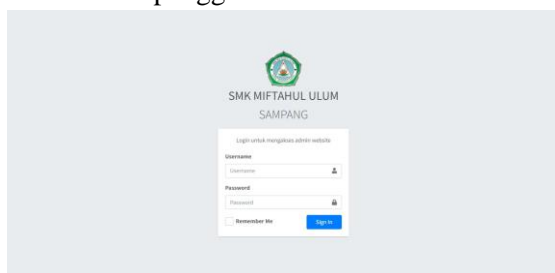 SMK MIFTAHUL ULUM
SAMPANG
Login untuk mengakses admin website
Username
Username
Password
Password
Remember Me
Sign In